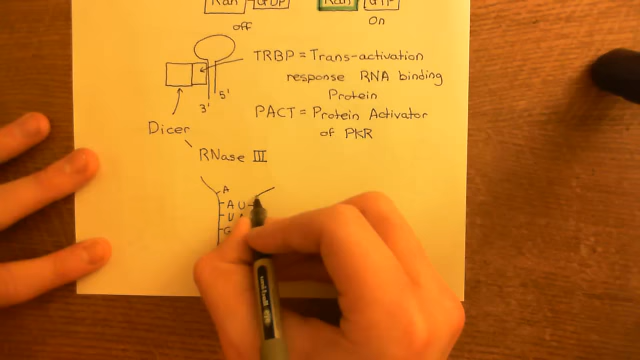 Ran GDP Ran GTP
off On
TRBP = Trans-activation
response RNA binding
Protein
5'
3'
PACT = Protein Activator
of PKR
Dicer
RNase III
A
A U
U A
G